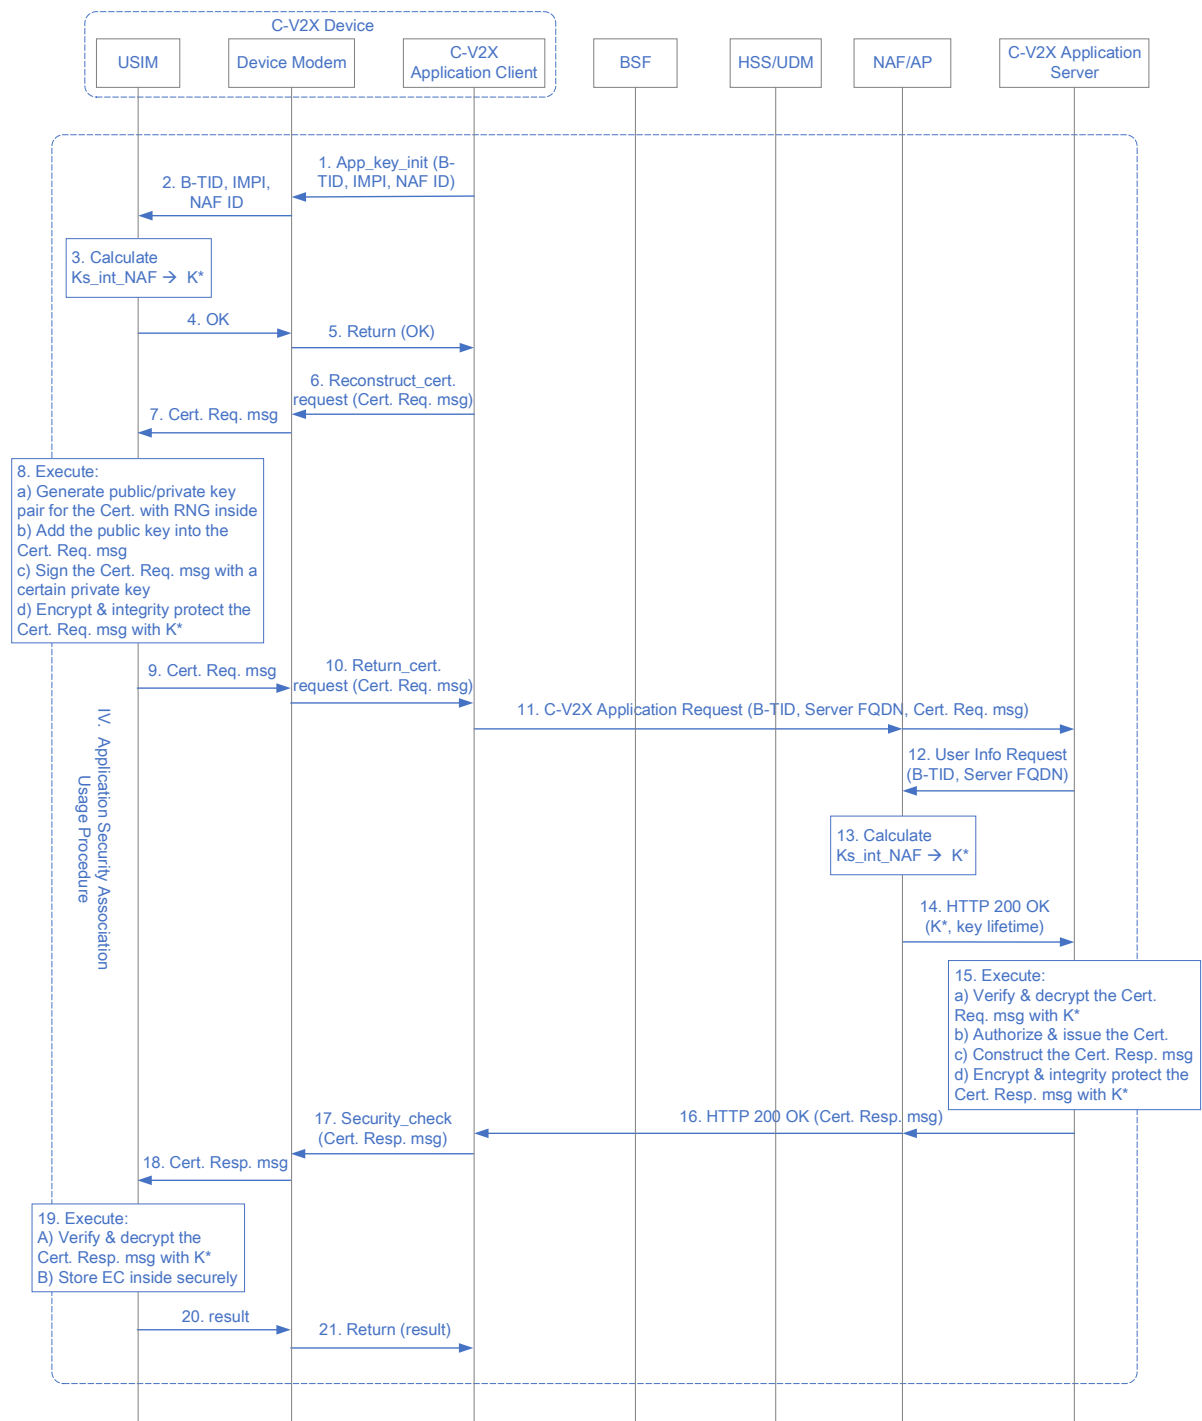 C-V2X Device
USIM
Device Modem
C-V2X
Application Client
BSF
HSS/UDM
NAF/AP
C-V2X Application
Server
1. App_key_init (B-
TID, IMPI, NAF ID)
2. B-TID, IMPI,
NAF ID
3. Calculate
Ks_int_NAF → K*
4. OK
5. Return (OK)
6. Reconstruct_cert.
request (Cert. Req. msg)
7. Cert. Req. msg
8. Execute:
a) Generate public/private key
pair for the Cert. with RNG inside
b) Add the public key into the
Cert. Req. msg
c) Sign the Cert. Req. msg with a
certain private key
d) Encrypt & integrity protect the
Cert. Req. msg with K*
9. Cert. Req. msg
10. Return_cert.
request (Cert. Req. msg)
11. C-V2X Application Request (B-TID, Server FQDN, Cert. Req. msg)
12. User Info Request
(B-TID, Server FQDN)
IV. Application Security Association
Usage Procedure
13. Calculate
Ks_int_NAF → K*
14. HTTP 200 OK
(K*, key lifetime)
15. Execute:
a) Verify & decrypt the Cert.
Req. msg with K*
b) Authorize & issue the Cert.
c) Construct the Cert. Resp. msg
d) Encrypt & integrity protect the
Cert. Resp. msg with K*
16. HTTP 200 OK (Cert. Resp. msg)
17. Security_check
(Cert. Resp. msg)
18. Cert. Resp. msg
19. Execute:
A) Verify & decrypt the
Cert. Resp. msg with K*
B) Store EC inside securely
20. result
21. Return (result)